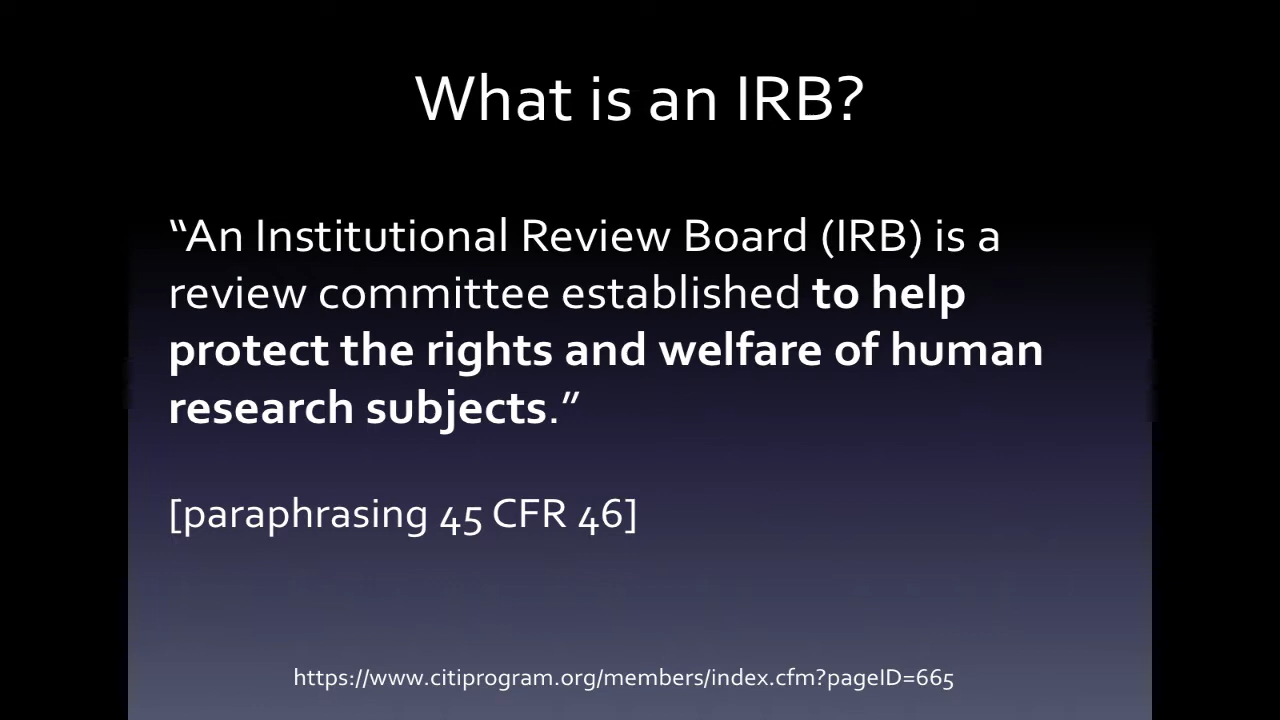 What is an IRB?
“An Institutional Review Board (IRB) is a
review committee established to help
protect the rights and welfare of human
research subjects.”
[paraphrasing 45 CFR 46]
https://www.citiprogram.org/members/index.cfm?pageID=665